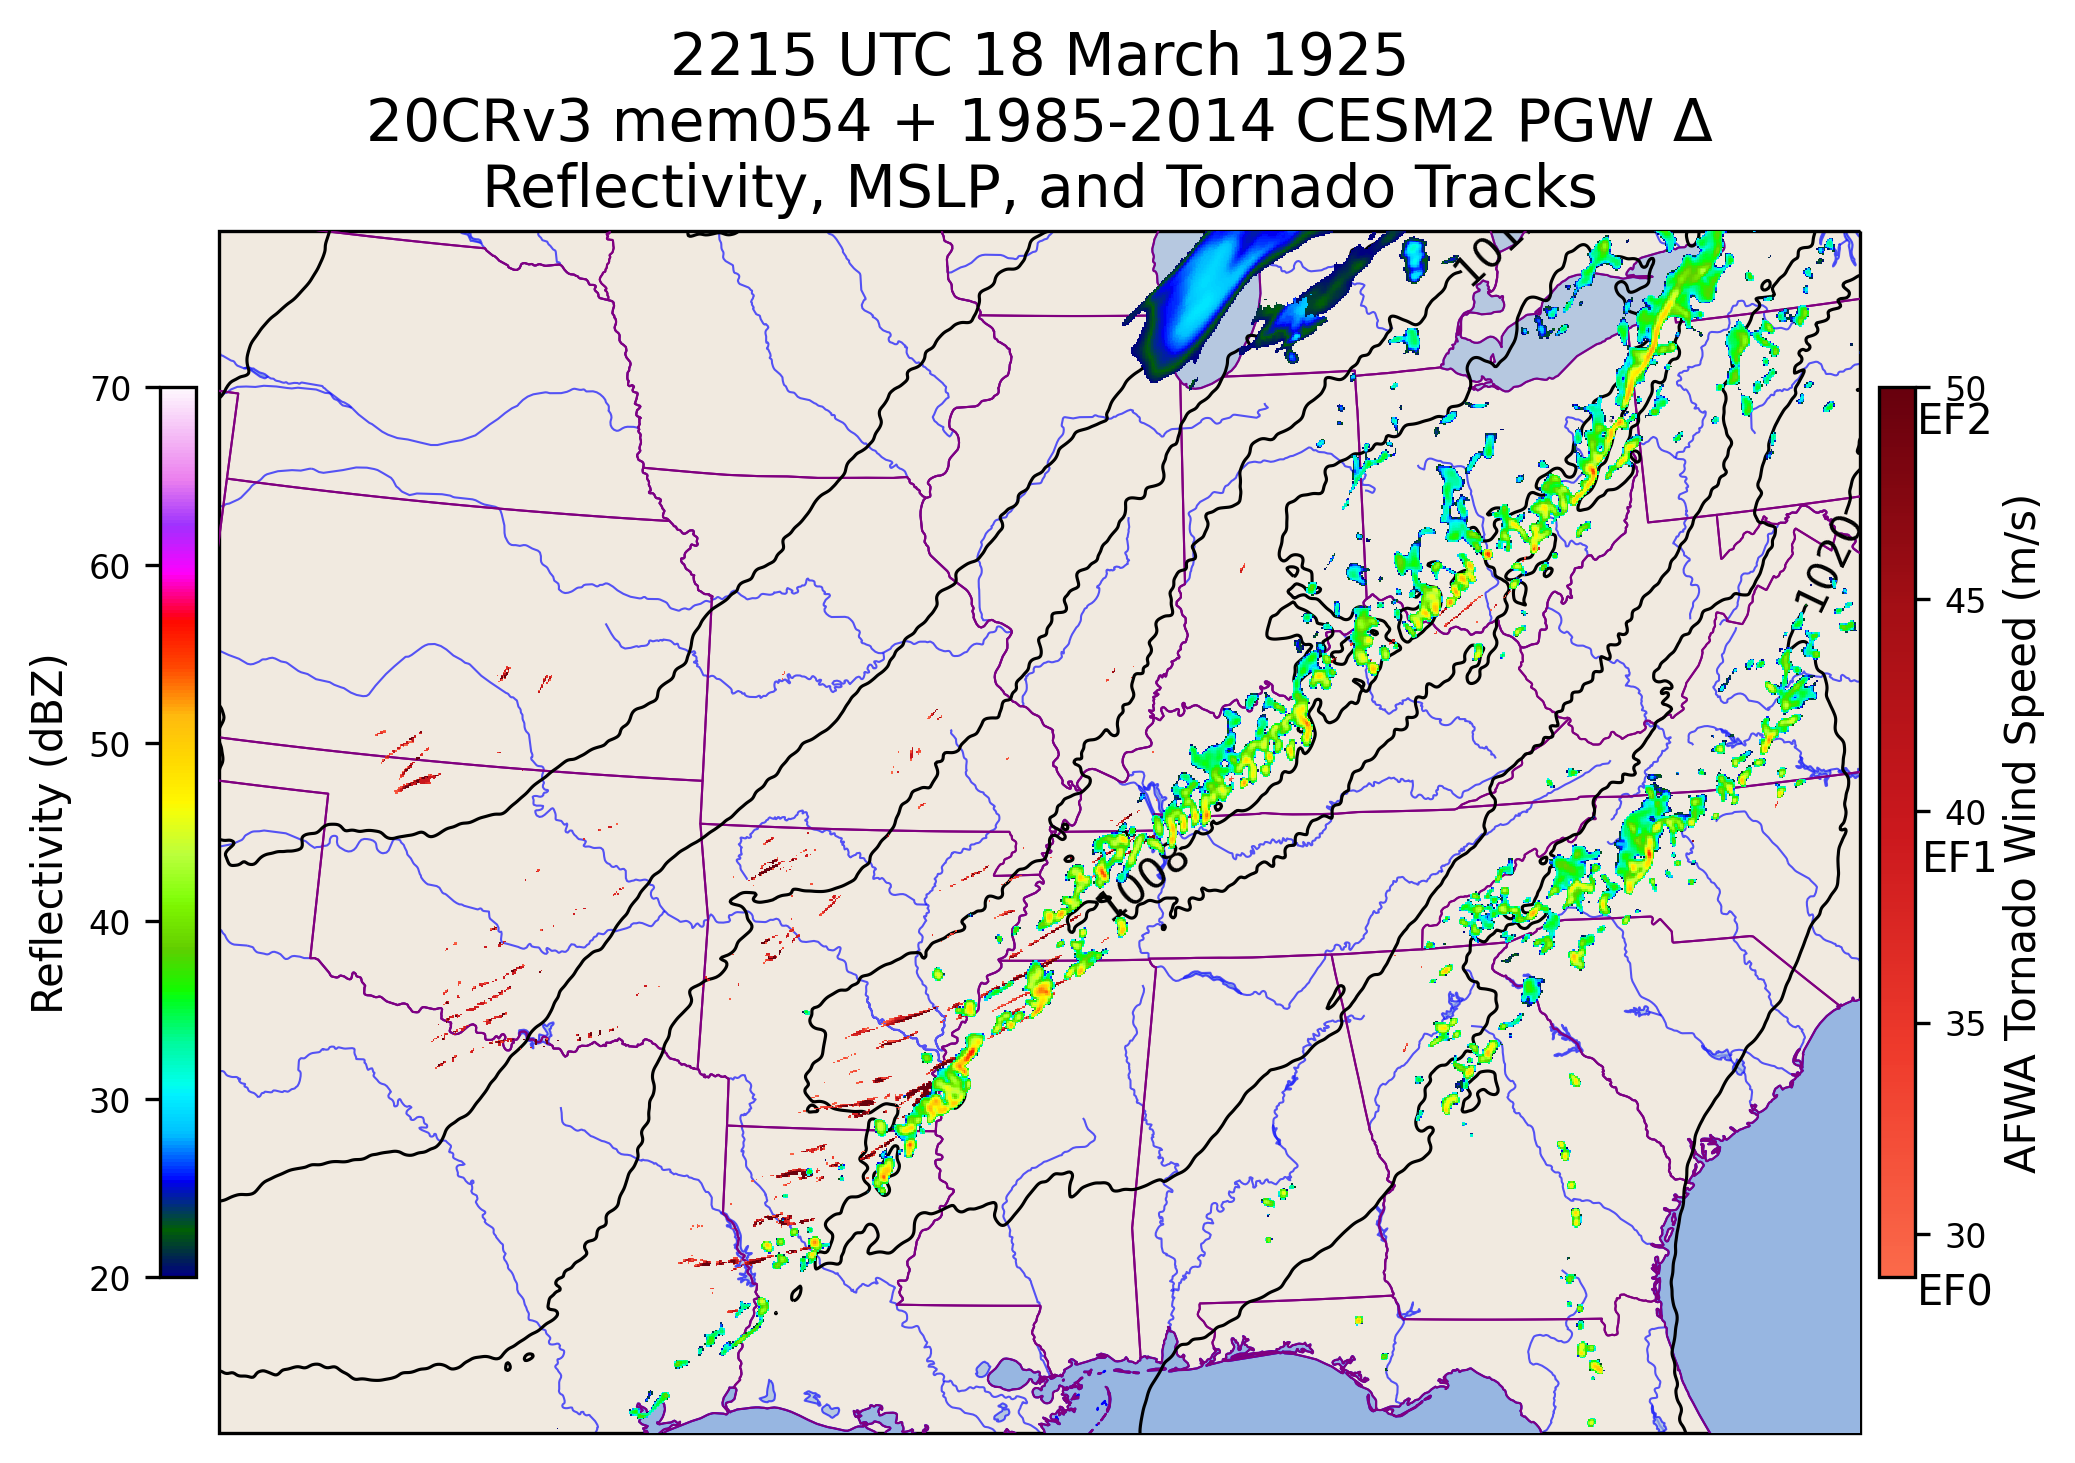 2215 UTC 18 March 1925
20CRv3 mem054 + 1985-2014 CESM2 PGW Δ
Reflectivity, MSLP, and Tornado Tracks
Reflectivity (dBZ)
70
60
50
40
30
20
1020
1008
50
EF2
45
40
EF1
35
30
EF0
AFWA Tornado Wind Speed (m/s)